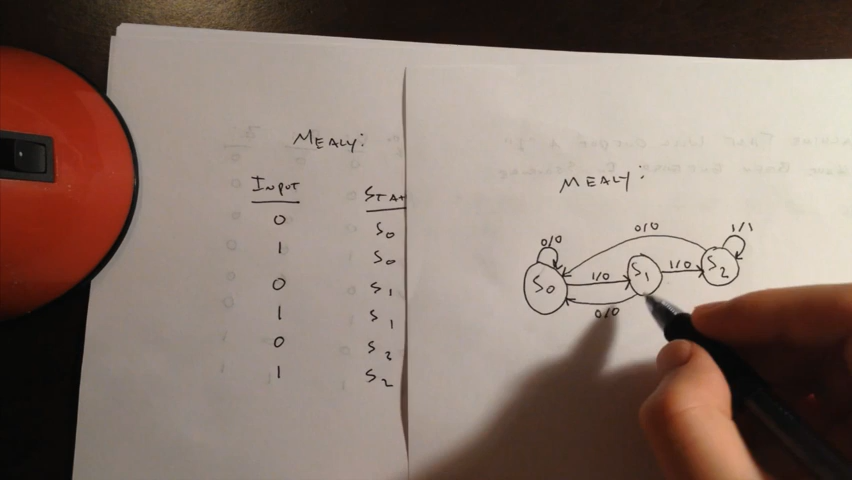 MEALY:
INPUT STAT
0 S0
1 S0
0 S1
1 S1
0 S2
1 S2
MEALY:
0/0 1/1
0/0
S0 1/0 S1 1/0 S2
0/0